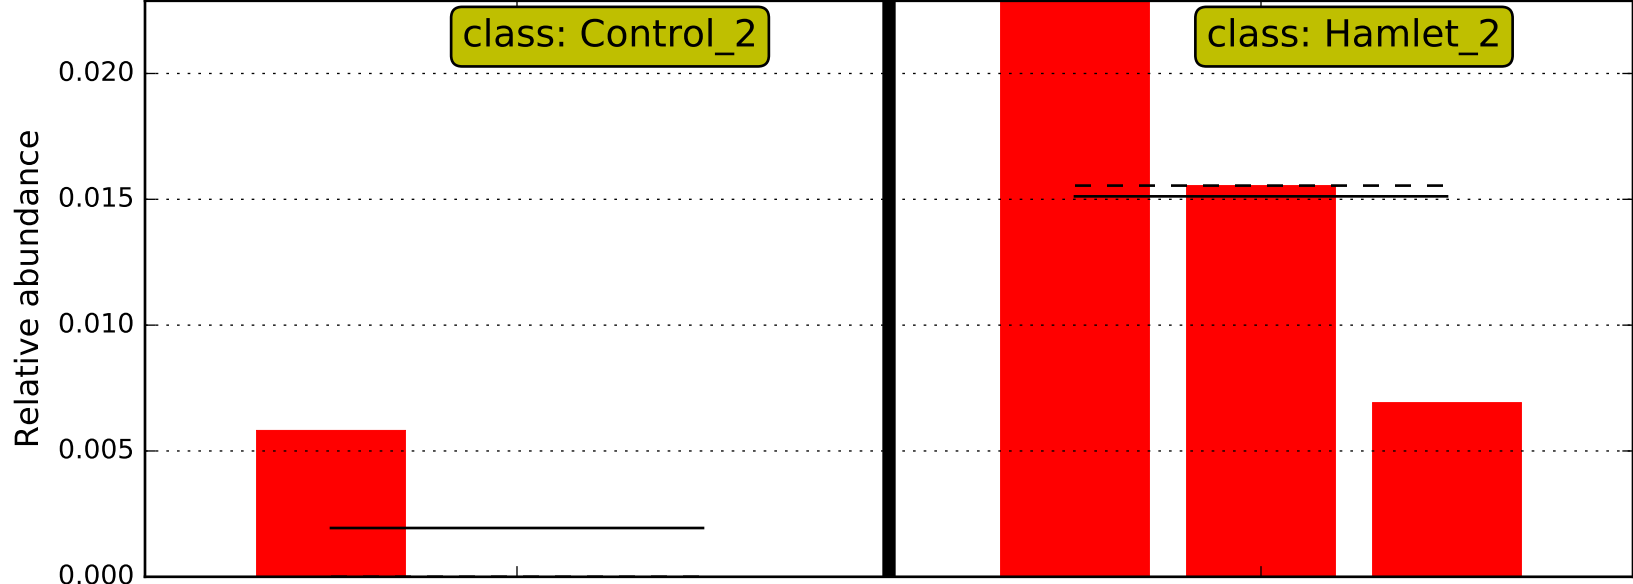 class: Control_2
class: Hamlet_2
Relative abundance
0.020
0.015
0.010
0.005
0.000